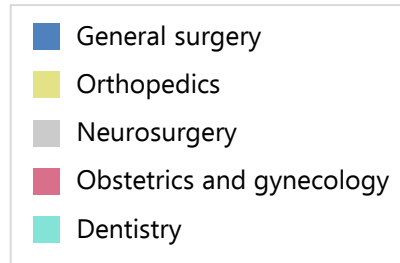 General surgery
Orthopedics
Neurosurgery
Obstetrics and gynecology
Dentistry